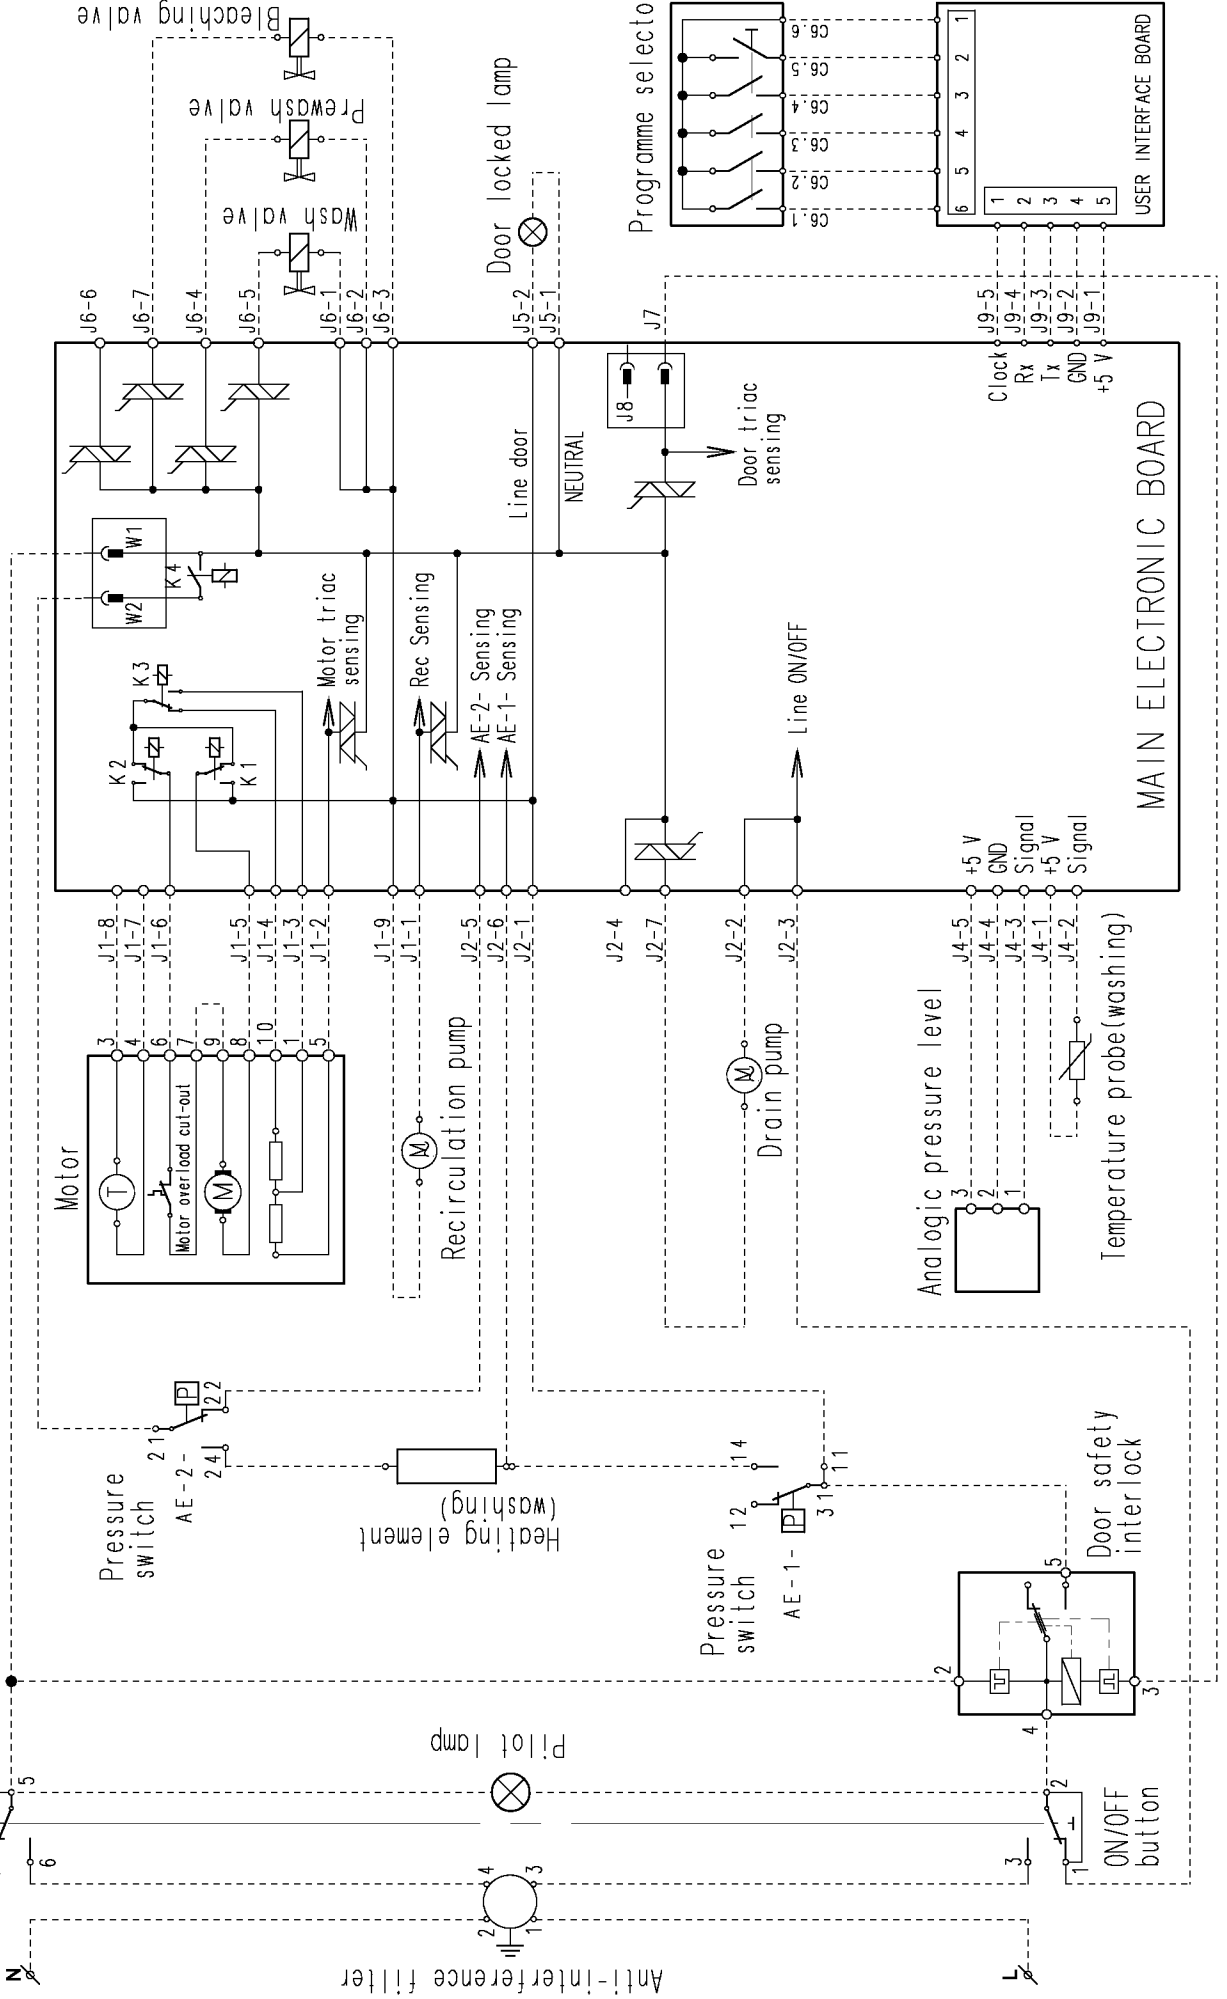 Bleaching valve
Prewash valve
Wash valve
Door locked lamp
Programme selecto
C6.6
C6.5
C6.4
C6.3
C6.2
C6.1
1
2
3
4
5
6
1
2
3
4
5
USER INTERFACE BOARD
J6-6
J6-7
J6-4
J6-5
J6-1
J6-2
J6-3
J5-2
J5-1
J7
J9-5
J9-4
J9-3
J9-2
J9-1
Clock
Rx
Tx
GND
+5 V
J8
Door triac
sensing
Line door
NEUTRAL
W1
W2
K4
K3
K2
K1
Motor triac
sensing
Rec Sensing
AE-2- Sensing
AE-1- Sensing
Line ON/OFF
MAIN ELECTRONIC BOARD
+5 V
GND
Signal
+5 V
Signal
J1-8
J1-7
J1-6
J1-5
J1-4
J1-3
J1-2
J1-9
J1-1
J2-5
J2-6
J2-1
J2-4
J2-7
J2-2
J2-3
J4-5
J4-4
J4-3
J4-1
J4-2
3
4
6
7
9
8
10
1
5
Motor
T
Motor overload cut-out
M
M
Recirculation pump
M
Drain pump
Analogic pressure level
3
2
1
Temperature probe(washing)
Pressure
switch
AE-2-
P
21
22
24
Heating element
(washing)
Pressure
switch
AE-1-
P
14
12
11
31
Door safety
interlock
5
2
3
4
Pilot lamp
5
6
2
3
1
ON/OFF
button
4
3
2
1
Anti-interference filter
N
L